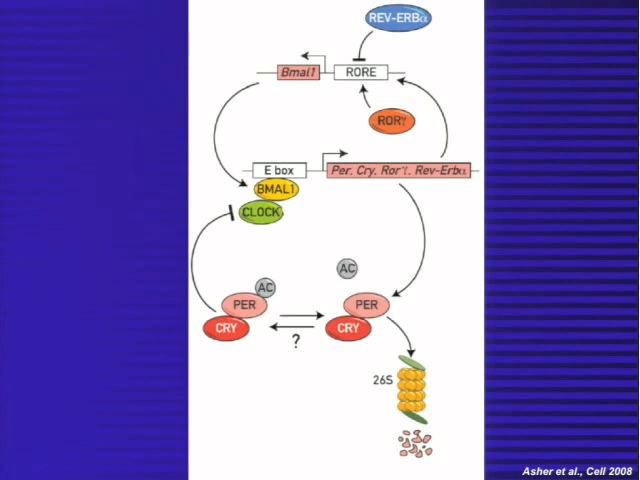 REV-ERBα
Bmal1
RORE
RORγ
E box
Per. Cry. Rorγ. Rev-Erbα
BMAL1
CLOCK
AC
AC
PER
PER
CRY
CRY
?
26S
Asher et al., Cell 2008